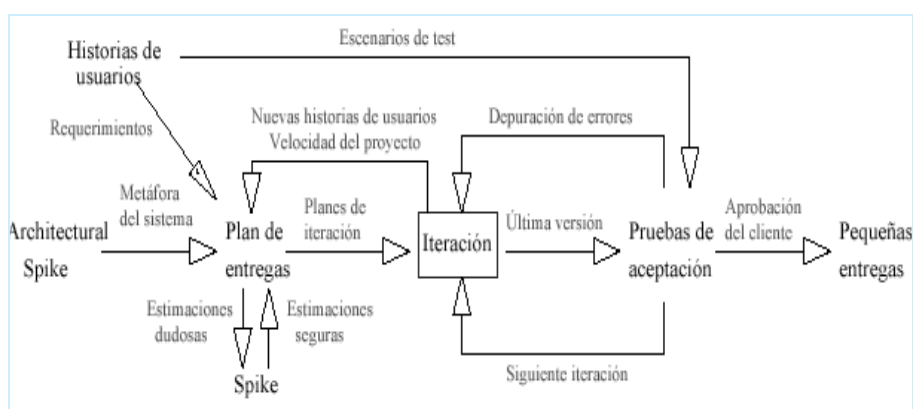 Escenarios de test
Historias de
usuarios
Requerimientos
Nuevas historias de usuarios
Velocidad del proyecto
Depuración de errores
Metáfora
del sistema
Architectural
Spike
Plan de
entregas
Planes de
iteración
Iteración
Última versión
Pruebas de
aceptación
Aprobación
del cliente
Pequeñas
entregas
Estimaciones
dudosas
Estimaciones
seguras
Spike
Siguiente iteración